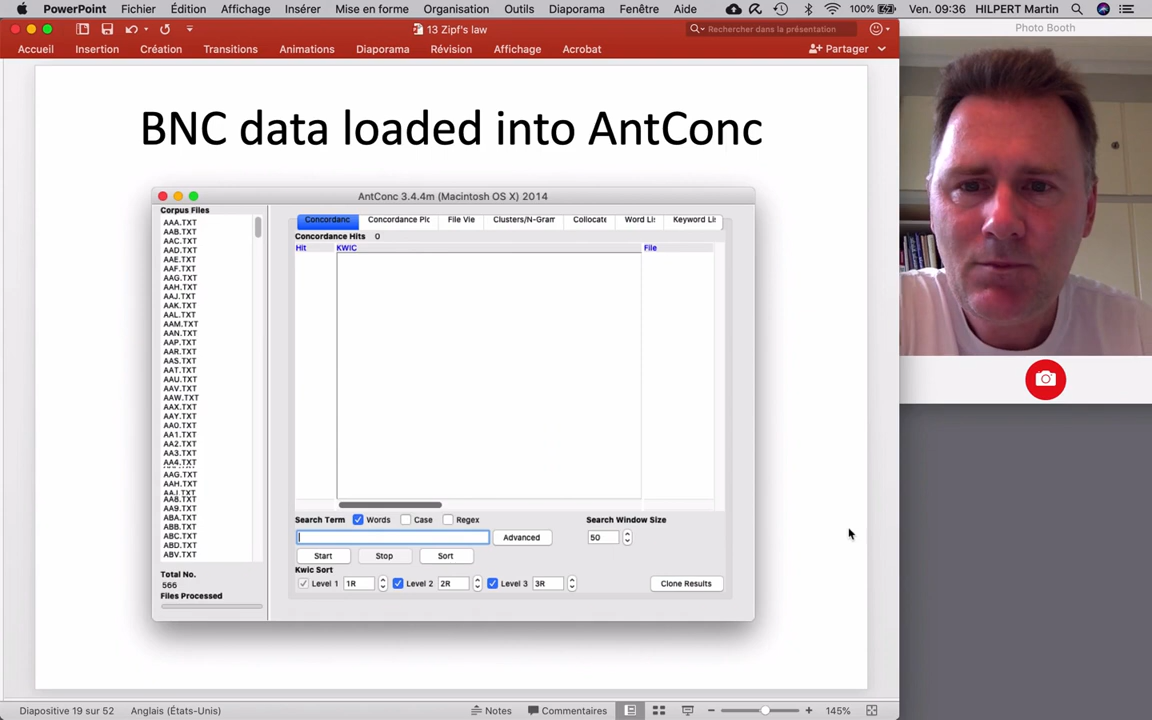 PowerPoint Fichier Édition Affichage Insérer Mise en forme Organisation Outils Diaporama Fenêtre Aide 100% Ven. 09:36 HILPERT Martin
13 Zipf's law
Rechercher dans la présentation
Photo Booth
Accueil Insertion Création Transitions Animations Diaporama Révision Affichage Acrobat Partager
BNC data loaded into AntConc
AntConc 3.4.4m (Macintosh OS X) 2014
Corpus Files
AAA.TXT
AAB.TXT
AAC.TXT
AAD.TXT
AAE.TXT
AAF.TXT
AAG.TXT
AAH.TXT
AAJ.TXT
AAK.TXT
AAL.TXT
AAM.TXT
AAN.TXT
AAP.TXT
AAR.TXT
AAS.TXT
AAT.TXT
AAU.TXT
AAV.TXT
AAW.TXT
AAX.TXT
AAY.TXT
AA0.TXT
AA1.TXT
AA2.TXT
AA3.TXT
AA4.TXT
AAG.TXT
AAH.TXT
AAJ.TXT
AA8.TXT
AA9.TXT
ABA.TXT
ABB.TXT
ABC.TXT
ABD.TXT
ABV.TXT
Total No.
566
Files Processed
Concordanc Concordance Plo File Vie Clusters/N-Gram Collocate Word Li: Keyword Li:
Concordance Hits 0
Hit KWIC File
Search Term Words Case Regex Search Window Size
Advanced 50
Start Stop Sort
Kwic Sort
Level 1 1R Level 2 2R Level 3 3R Clone Results
Diapositive 19 sur 52 Anglais (États-Unis) Notes Commentaires 145%